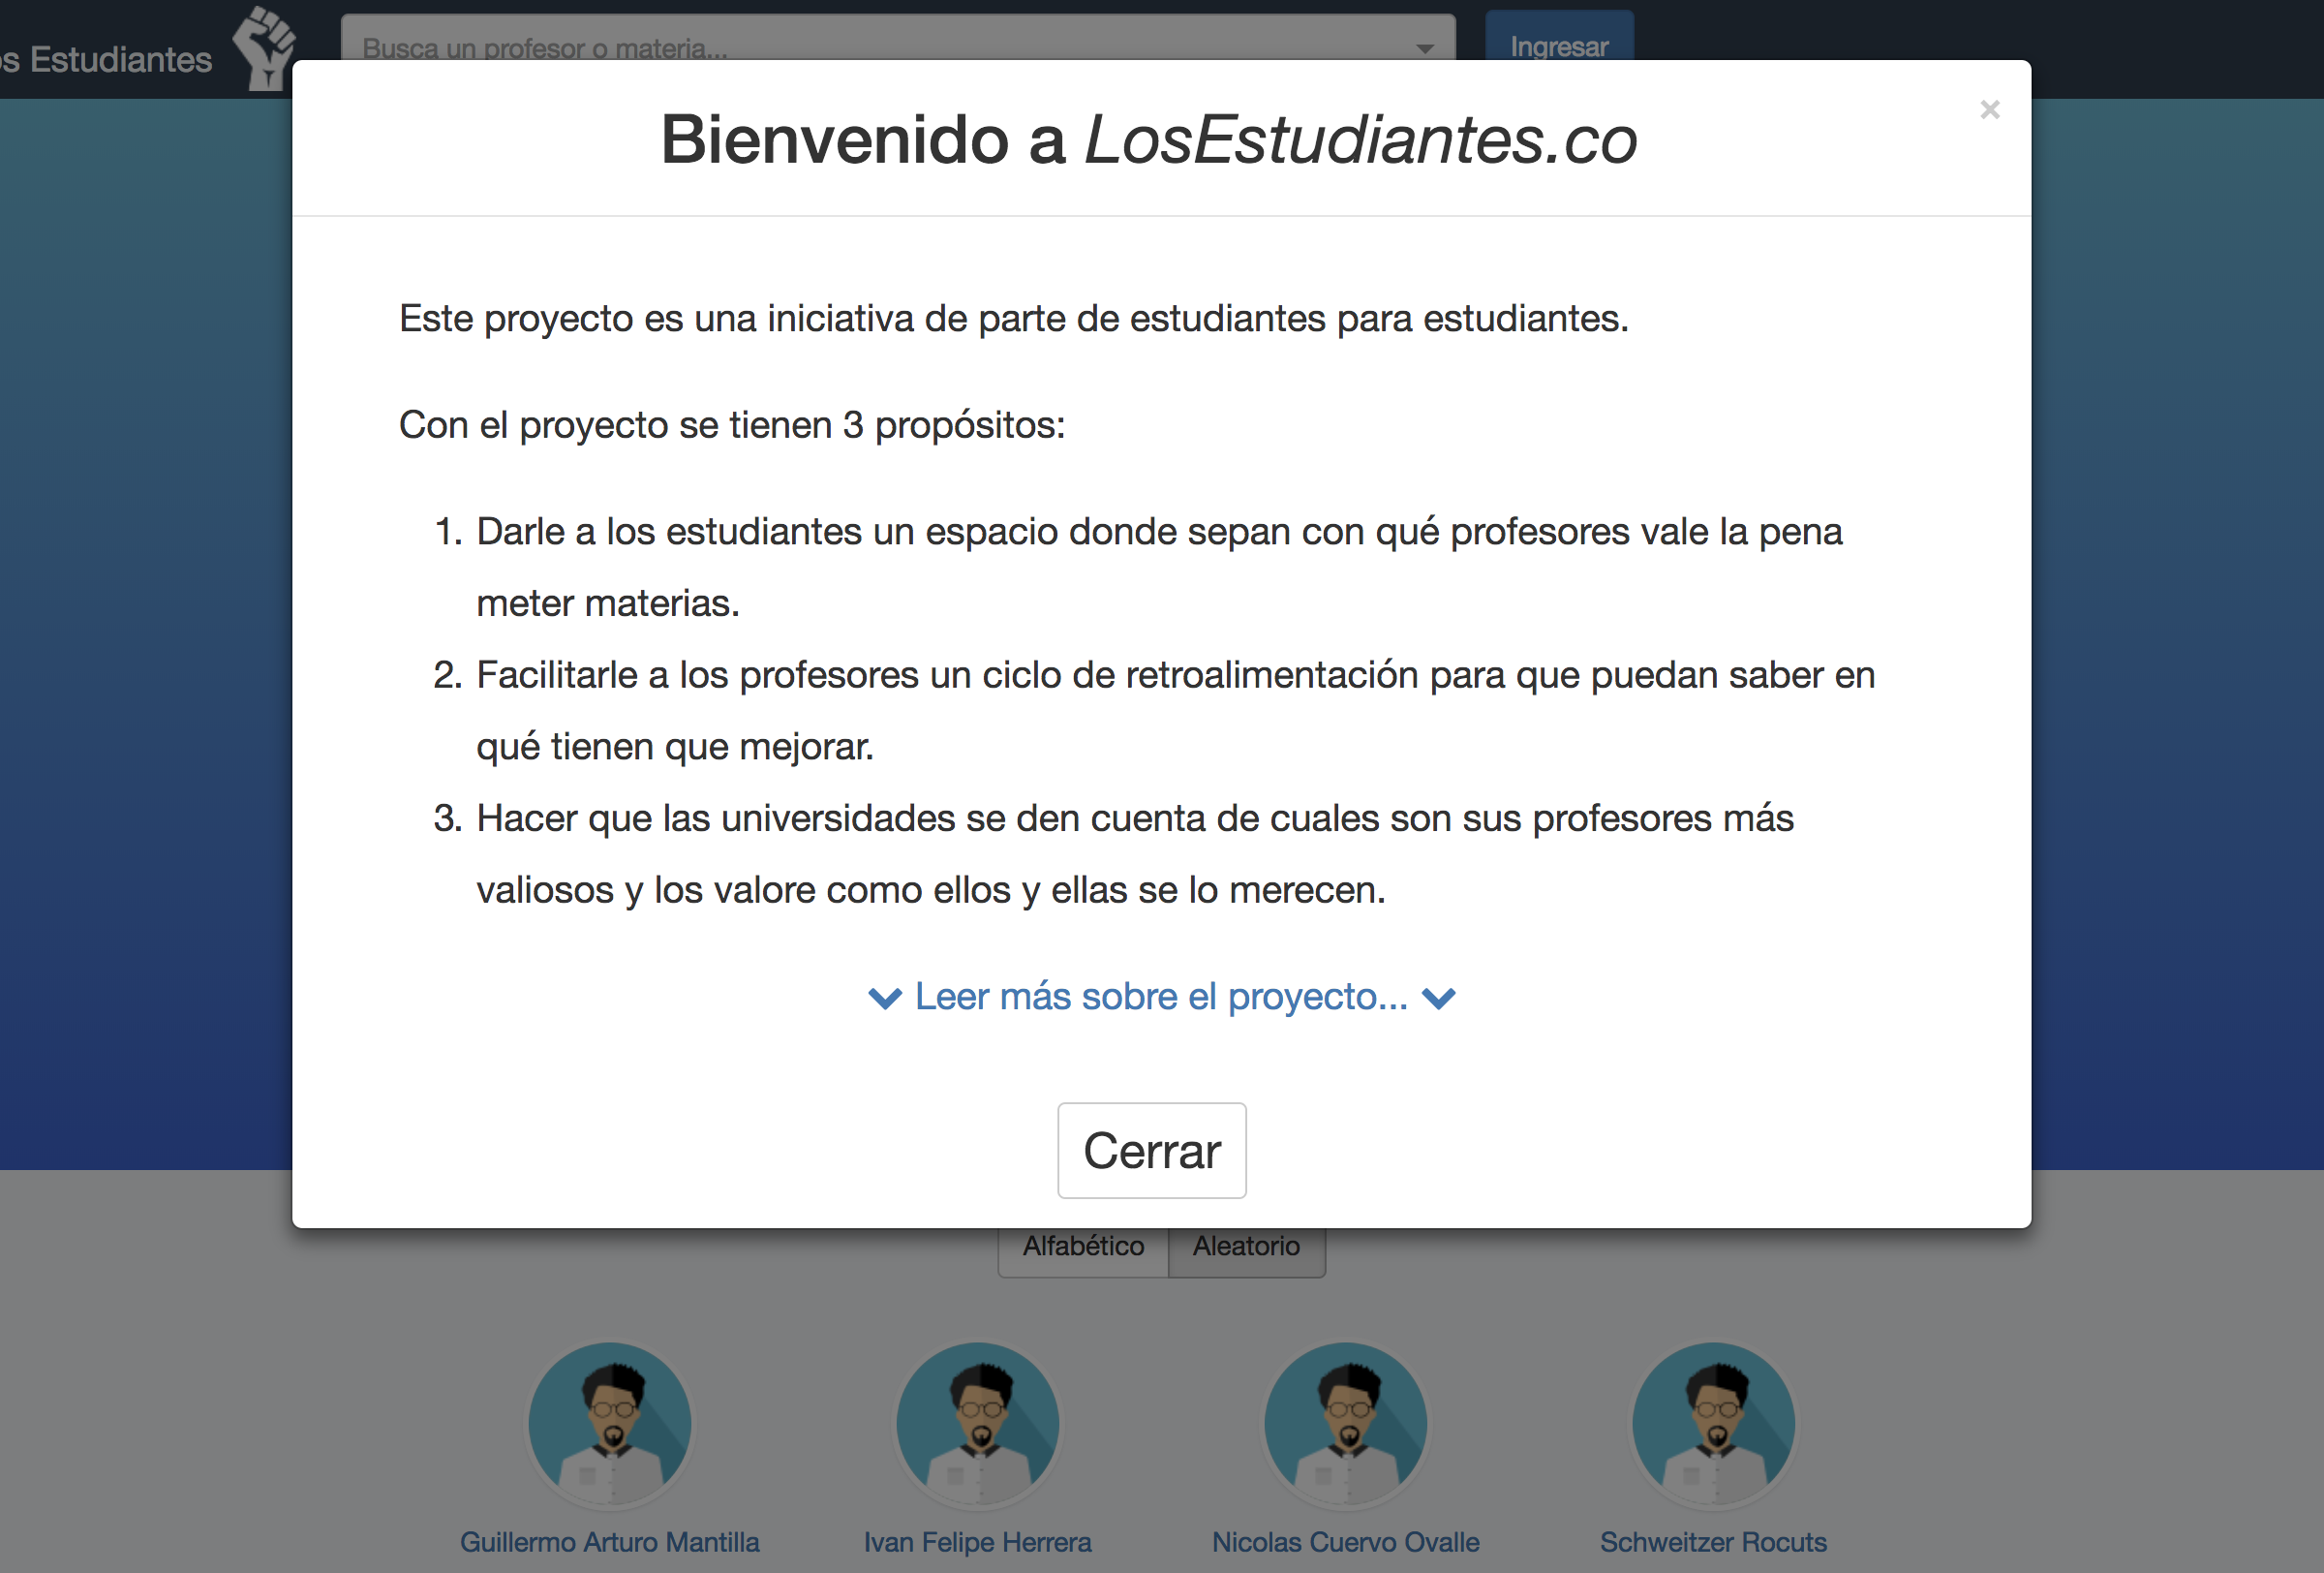 s Estudiantes
Busca un profesor o materia...
Ingresar
×
Bienvenido a LosEstudiantes.co
Este proyecto es una iniciativa de parte de estudiantes para estudiantes.
Con el proyecto se tienen 3 propósitos:
1. Darle a los estudiantes un espacio donde sepan con qué profesores vale la pena
meter materias.
2. Facilitarle a los profesores un ciclo de retroalimentación para que puedan saber en
qué tienen que mejorar.
3. Hacer que las universidades se den cuenta de cuales son sus profesores más
valiosos y los valore como ellos y ellas se lo merecen.
Leer más sobre el proyecto...
Cerrar
Alfabético Aleatorio
Guillermo Arturo Mantilla Ivan Felipe Herrera Nicolas Cuervo Ovalle Schweitzer Rocuts